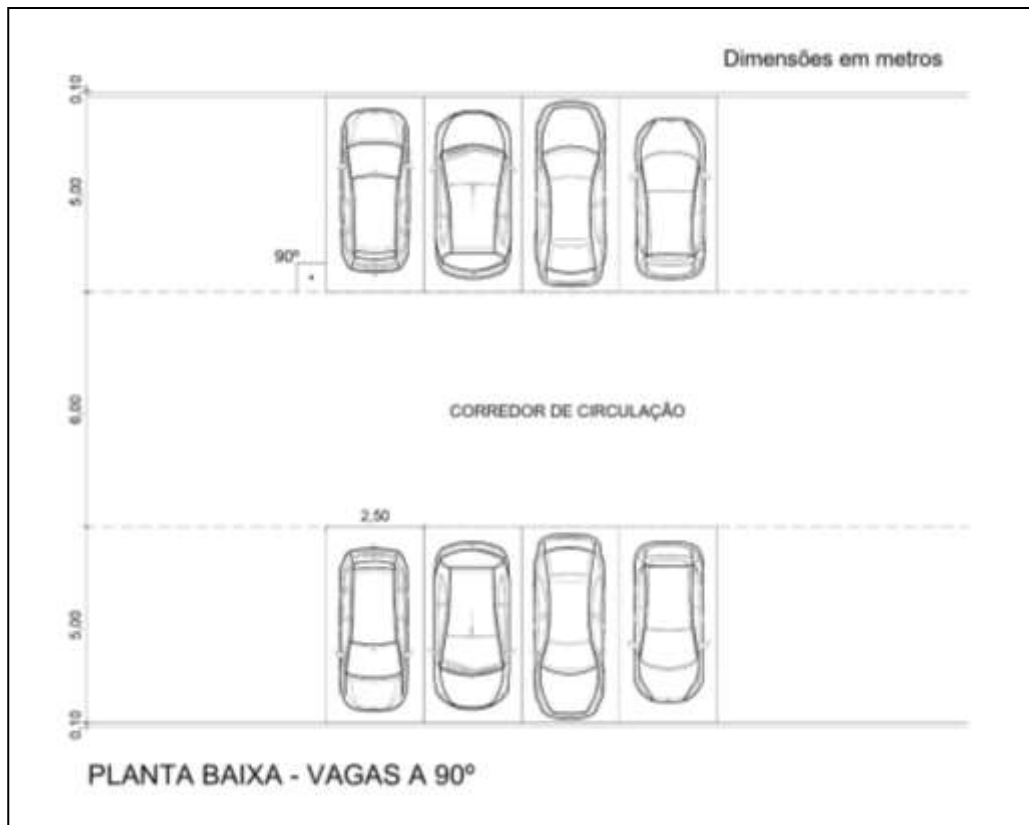 Dimensões em metros
0,10
5,00
90º
6,00
CORREDOR DE CIRCULAÇÃO
2,50
5,00
0,10
PLANTA BAIXA - VAGAS A 90º